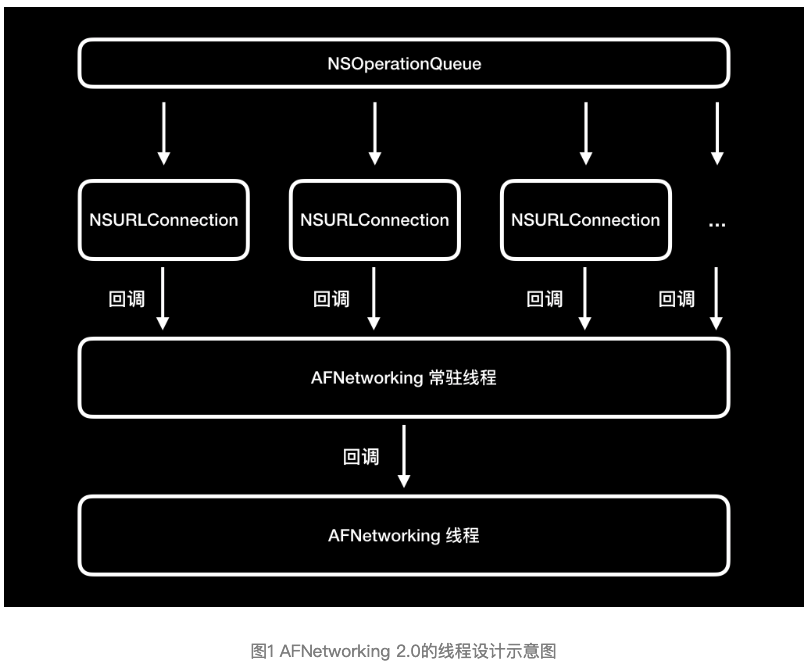 NSOperationQueue
NSURLConnection NSURLConnection NSURLConnection ...
回调 回调 回调 回调
AFNetworking 常驻线程
回调
AFNetworking 线程
图1 AFNetworking 2.0的线程设计示意图